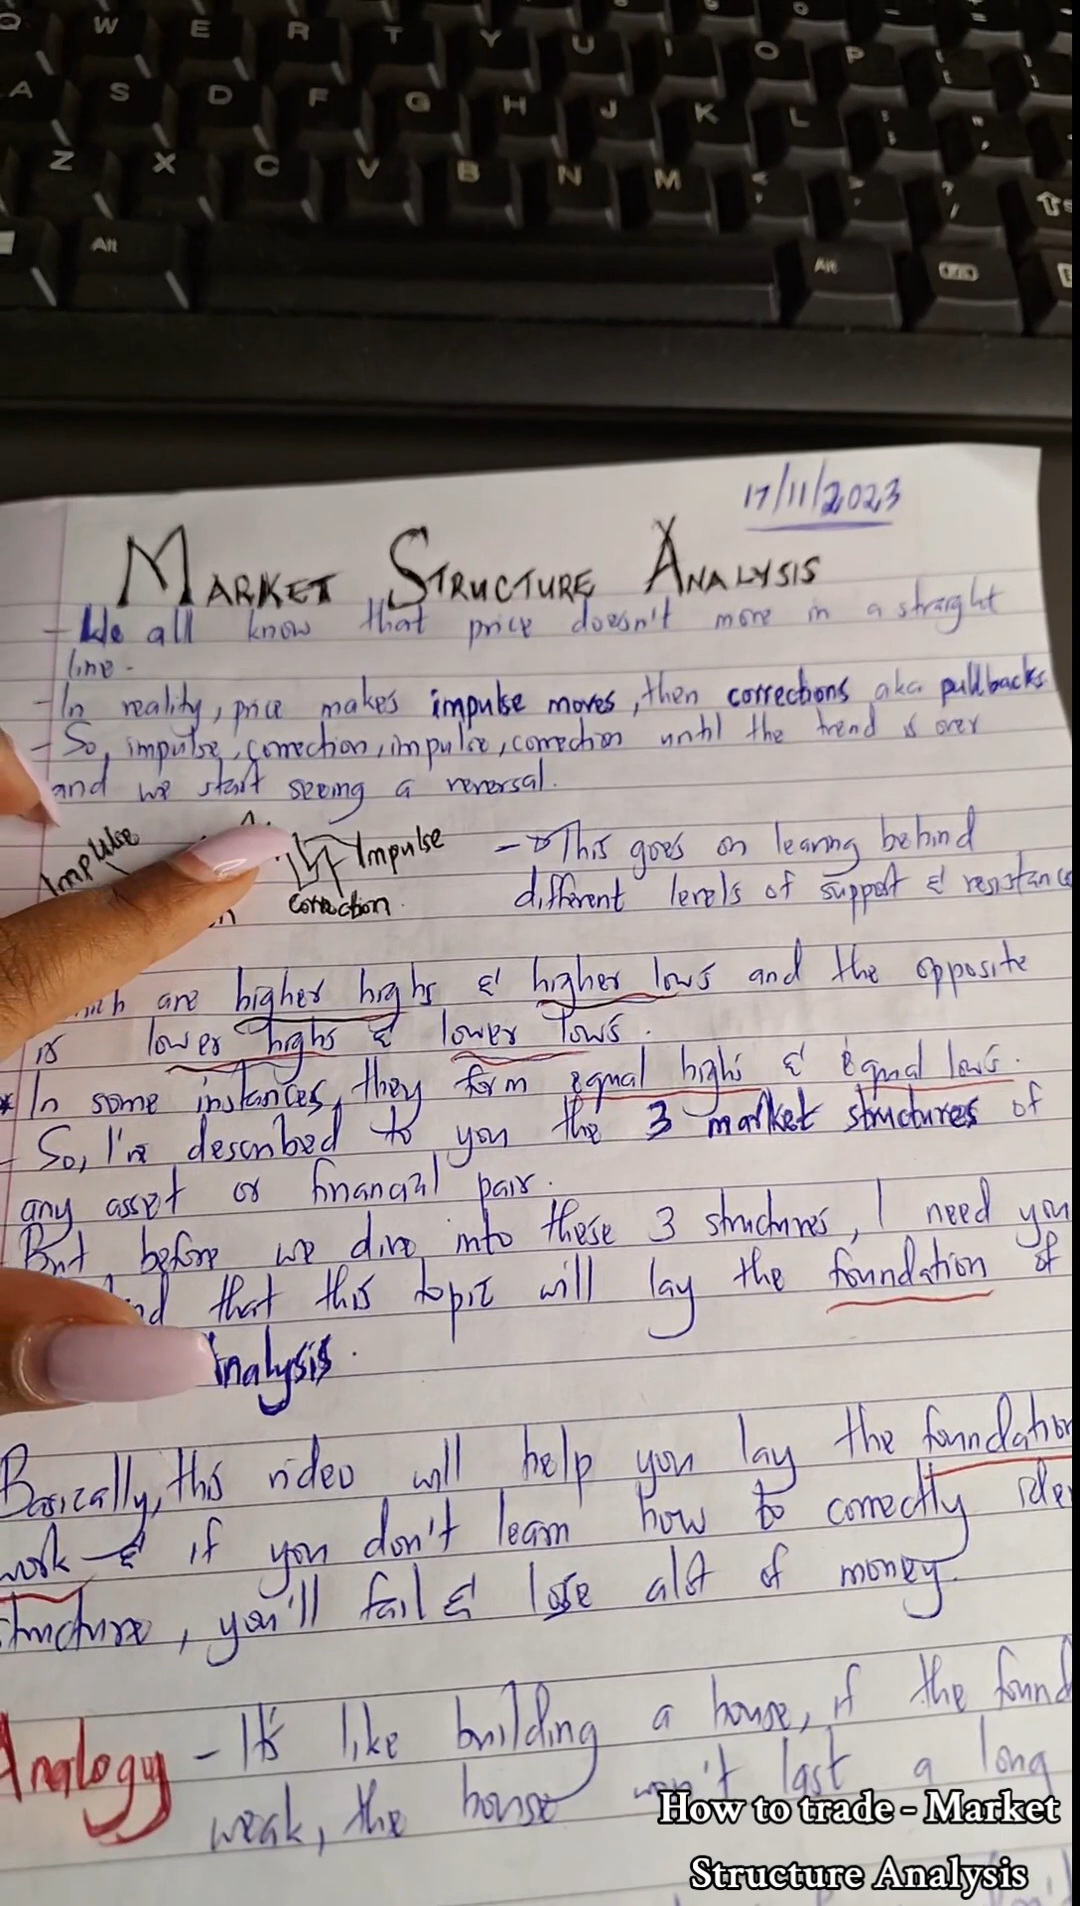 W E R T Y U I O P
A S D F G H J K L
Z X C V B N M
Alt Alt
17/11/2023
MARKET STRUCTURE ANALYSIS
- We all know that price doesn't move in a straight
line.
- In reality, price makes impulse moves, then corrections aka pullbacks
- So, impulse, correction, impulse, correction until the trend is over
and we start seeing a reversal.
Impulse
Impulse
correction.
- This goes on leaving behind
different levels of support & resistance
are higher highs & higher lows and the opposite
is lower highs & lower lows.
* In some instances, they form equal highs & equal lows.
- So, I've described to you the 3 market structures of
any asset or financial pair.
But before we dive into these 3 structures, I need you
that this topic will lay the foundation of
Analysis.
Basically, this video will help you lay the foundation
work & if you don't learn how to correctly
structure, you'll fail & lose alot of money.
Analogy - It's like building a house, if the
weak, the house won't last a long
How to trade - Market
Structure Analysis